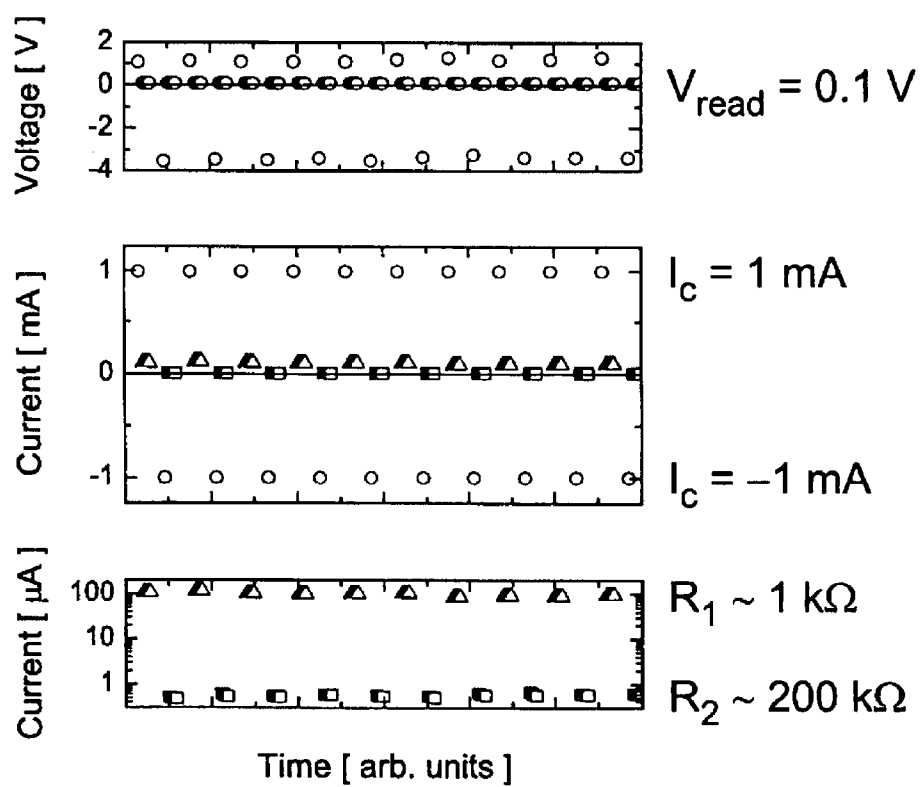 Voltage [ V ]
2
0
-2
-4
V_read = 0.1 V
Current [ mA ]
1
0
-1
I_c = 1 mA
I_c = –1 mA
Current [ µA ]
100
10
1
R_1 ~ 1 kΩ
R_2 ~ 200 kΩ
Time [ arb. units ]